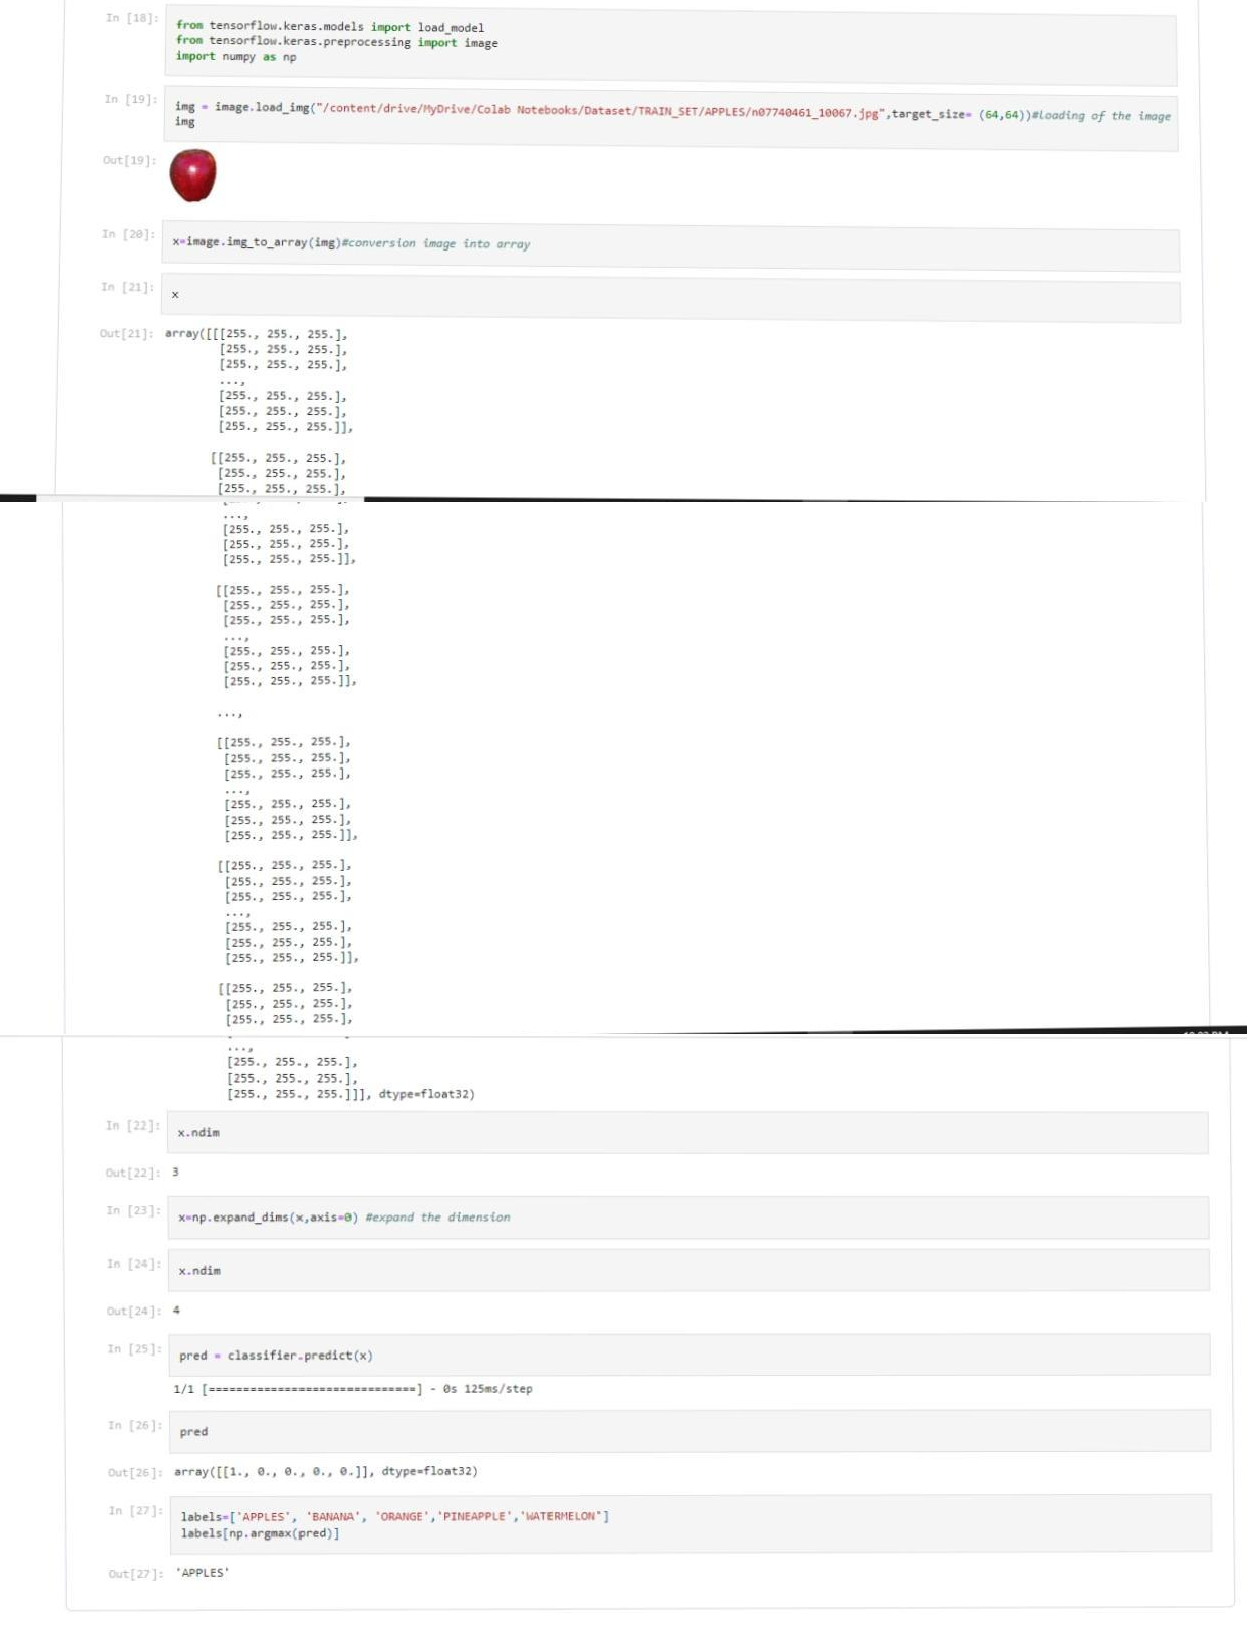 In [18]:
from tensorflow.keras.models import load_model
from tensorflow.keras.preprocessing import image
import numpy as np
In [19]:
img = image.load_img("/content/drive/MyDrive/Colab Notebooks/Dataset/TRAIN_SET/APPLES/n07740461_10067.jpg",target_size= (64,64))#loading of the image
img
Out[19]:
In [20]:
x=image.img_to_array(img)#conversion image into array
In [21]:
x
Out[21]: array([[[255., 255., 255.],
[255., 255., 255.],
[255., 255., 255.],
...,
[255., 255., 255.],
[255., 255., 255.],
[255., 255., 255.]],
[[255., 255., 255.],
[255., 255., 255.],
[255., 255., 255.],
...,
[255., 255., 255.],
[255., 255., 255.],
[255., 255., 255.]],
[[255., 255., 255.],
[255., 255., 255.],
[255., 255., 255.],
...,
[255., 255., 255.],
[255., 255., 255.],
[255., 255., 255.]],
...,
[[255., 255., 255.],
[255., 255., 255.],
[255., 255., 255.],
...,
[255., 255., 255.],
[255., 255., 255.],
[255., 255., 255.]],
[[255., 255., 255.],
[255., 255., 255.],
[255., 255., 255.],
...,
[255., 255., 255.],
[255., 255., 255.],
[255., 255., 255.]],
[[255., 255., 255.],
[255., 255., 255.],
[255., 255., 255.],
...,
[255., 255., 255.],
[255., 255., 255.],
[255., 255., 255.]]], dtype=float32)
In [22]:
x.ndim
Out[22]: 3
In [23]:
x=np.expand_dims(x,axis=0) #expand the dimension
In [24]:
x.ndim
Out[24]: 4
In [25]:
pred = classifier.predict(x)
1/1 [==============================] - 0s 125ms/step
In [26]:
pred
Out[26]: array([[1., 0., 0., 0., 0.]], dtype=float32)
In [27]:
labels=['APPLES', 'BANANA', 'ORANGE','PINEAPPLE','WATERMELON']
labels[np.argmax(pred)]
Out[27]: 'APPLES'